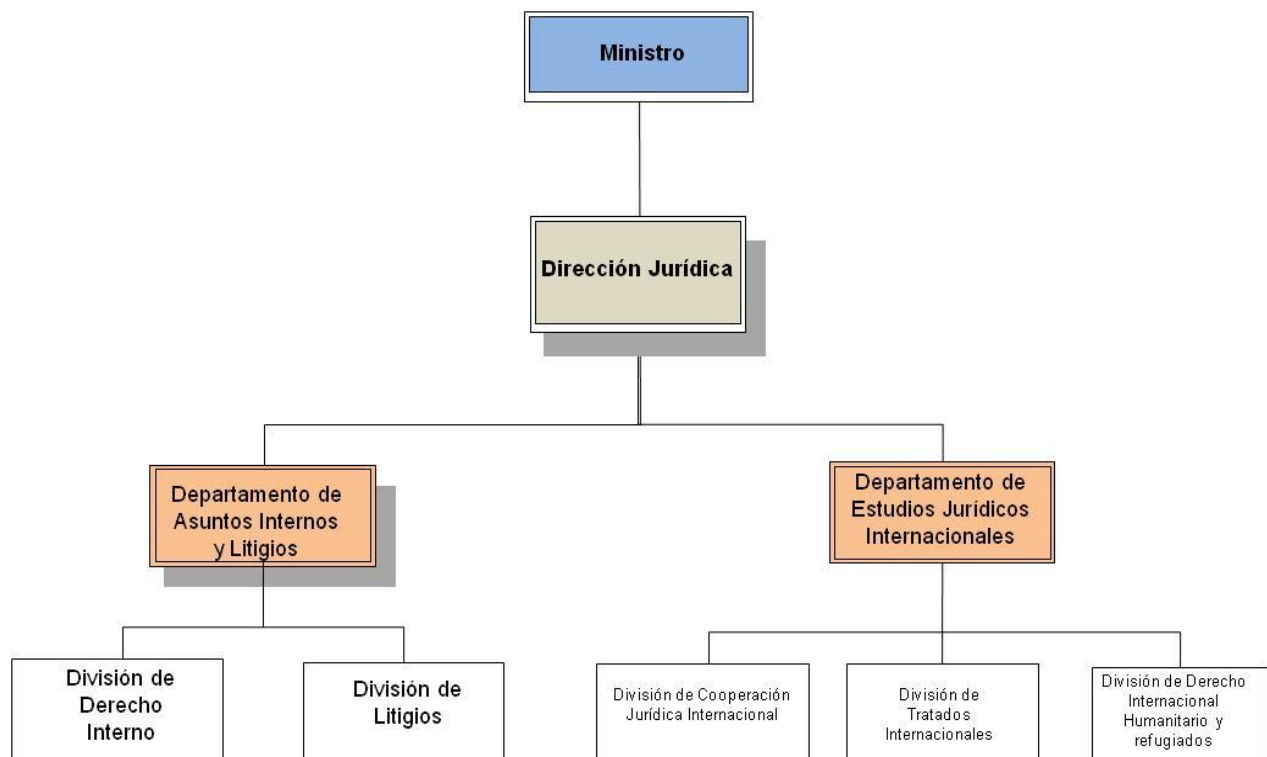 Ministro
Dirección Jurídica
Departamento de
Asuntos Internos
y Litigios
Departamento de
Estudios Jurídicos
Internacionales
División de
Derecho
Interno
División de
Litigios
División de Cooperación
Jurídica Internacional
División de
Tratados
Internacionales
División de Derecho
Internacional
Humanitario y
refugiados